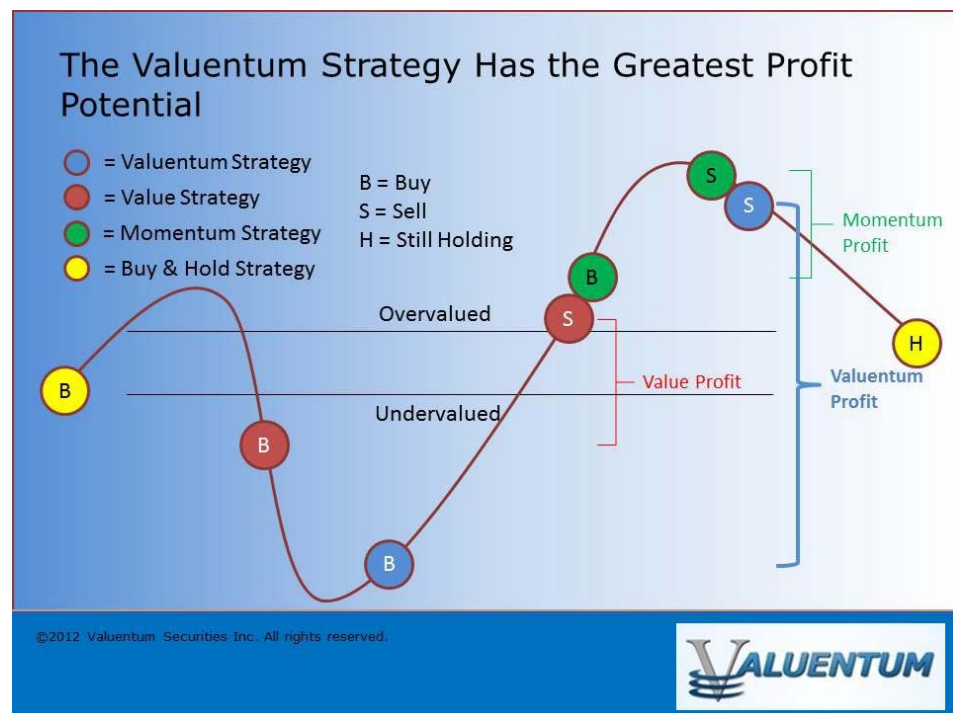 The Valuentum Strategy Has the Greatest Profit
Potential
= Valuentum Strategy
= Value Strategy
= Momentum Strategy
= Buy & Hold Strategy
B = Buy
S = Sell
H = Still Holding
S
S
Momentum
Profit
B
Overvalued
S
H
B
Value Profit
Valuentum
Profit
Undervalued
B
B
©2012 Valuentum Securities Inc. All rights reserved.
VALUENTUM